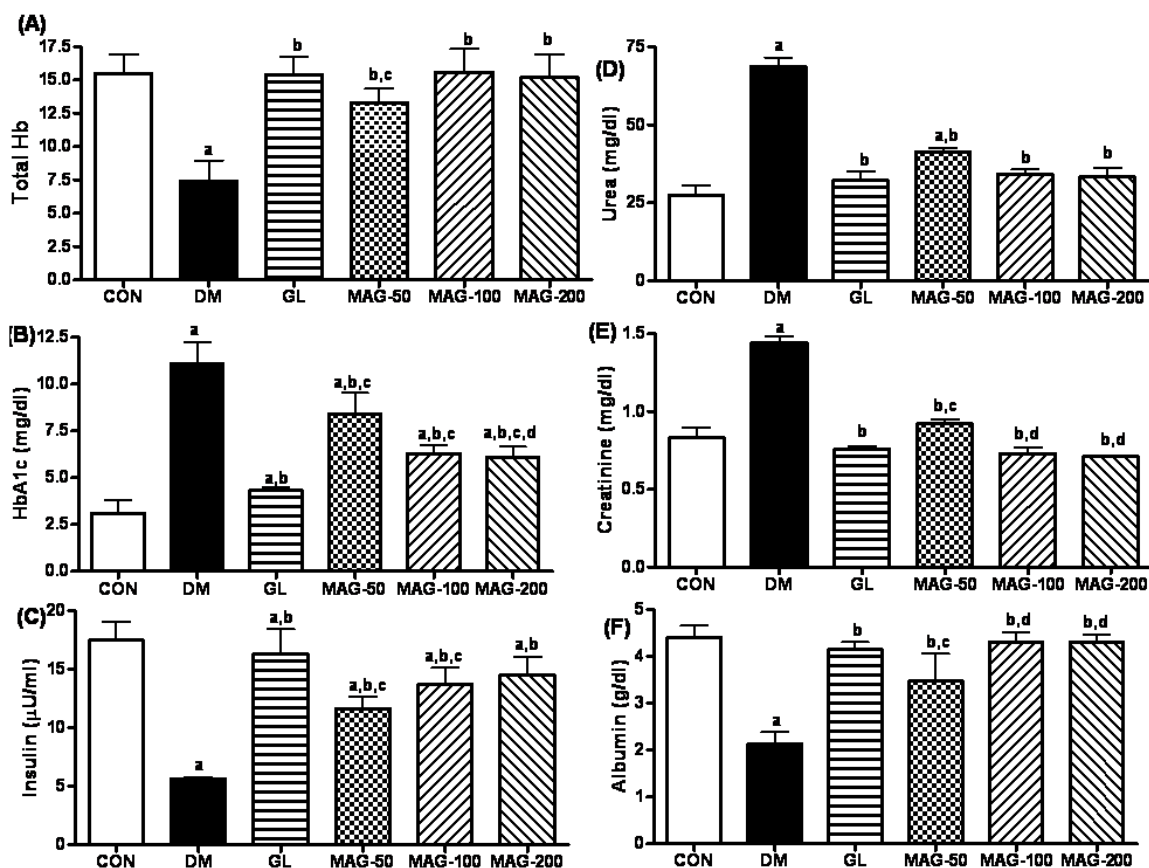 (A)
Total Hb
17.5
15.0
12.5
10.0
7.5
5.0
2.5
0.0
a
b
b,c
b
b
CON DM GL MAG-50 MAG-100 MAG-200
(B)
HbA1c (mg/dl)
12.5
10.0
7.5
5.0
2.5
0.0
a
a,b
a,b,c
a,b,c
a,b,c,d
CON DM GL MAG-50 MAG-100 MAG-200
(C)
Insulin (µU/ml)
20
15
10
5
0
a
a,b
a,b,c
a,b,c
a,b
CON DM GL MAG-50 MAG-100 MAG-200
(D)
Urea (mg/dl)
75
50
25
0
a
b
a,b
b
b
CON DM GL MAG-50 MAG-100 MAG-200
(E)
Creatinine (mg/dl)
1.5
1.0
0.5
0.0
a
b
b,c
b,d
b,d
CON DM GL MAG-50 MAG-100 MAG-200
(F)
Albumin (g/dl)
5
4
3
2
1
0
a
b
b,c
b,d
b,d
CON DM GL MAG-50 MAG-100 MAG-200